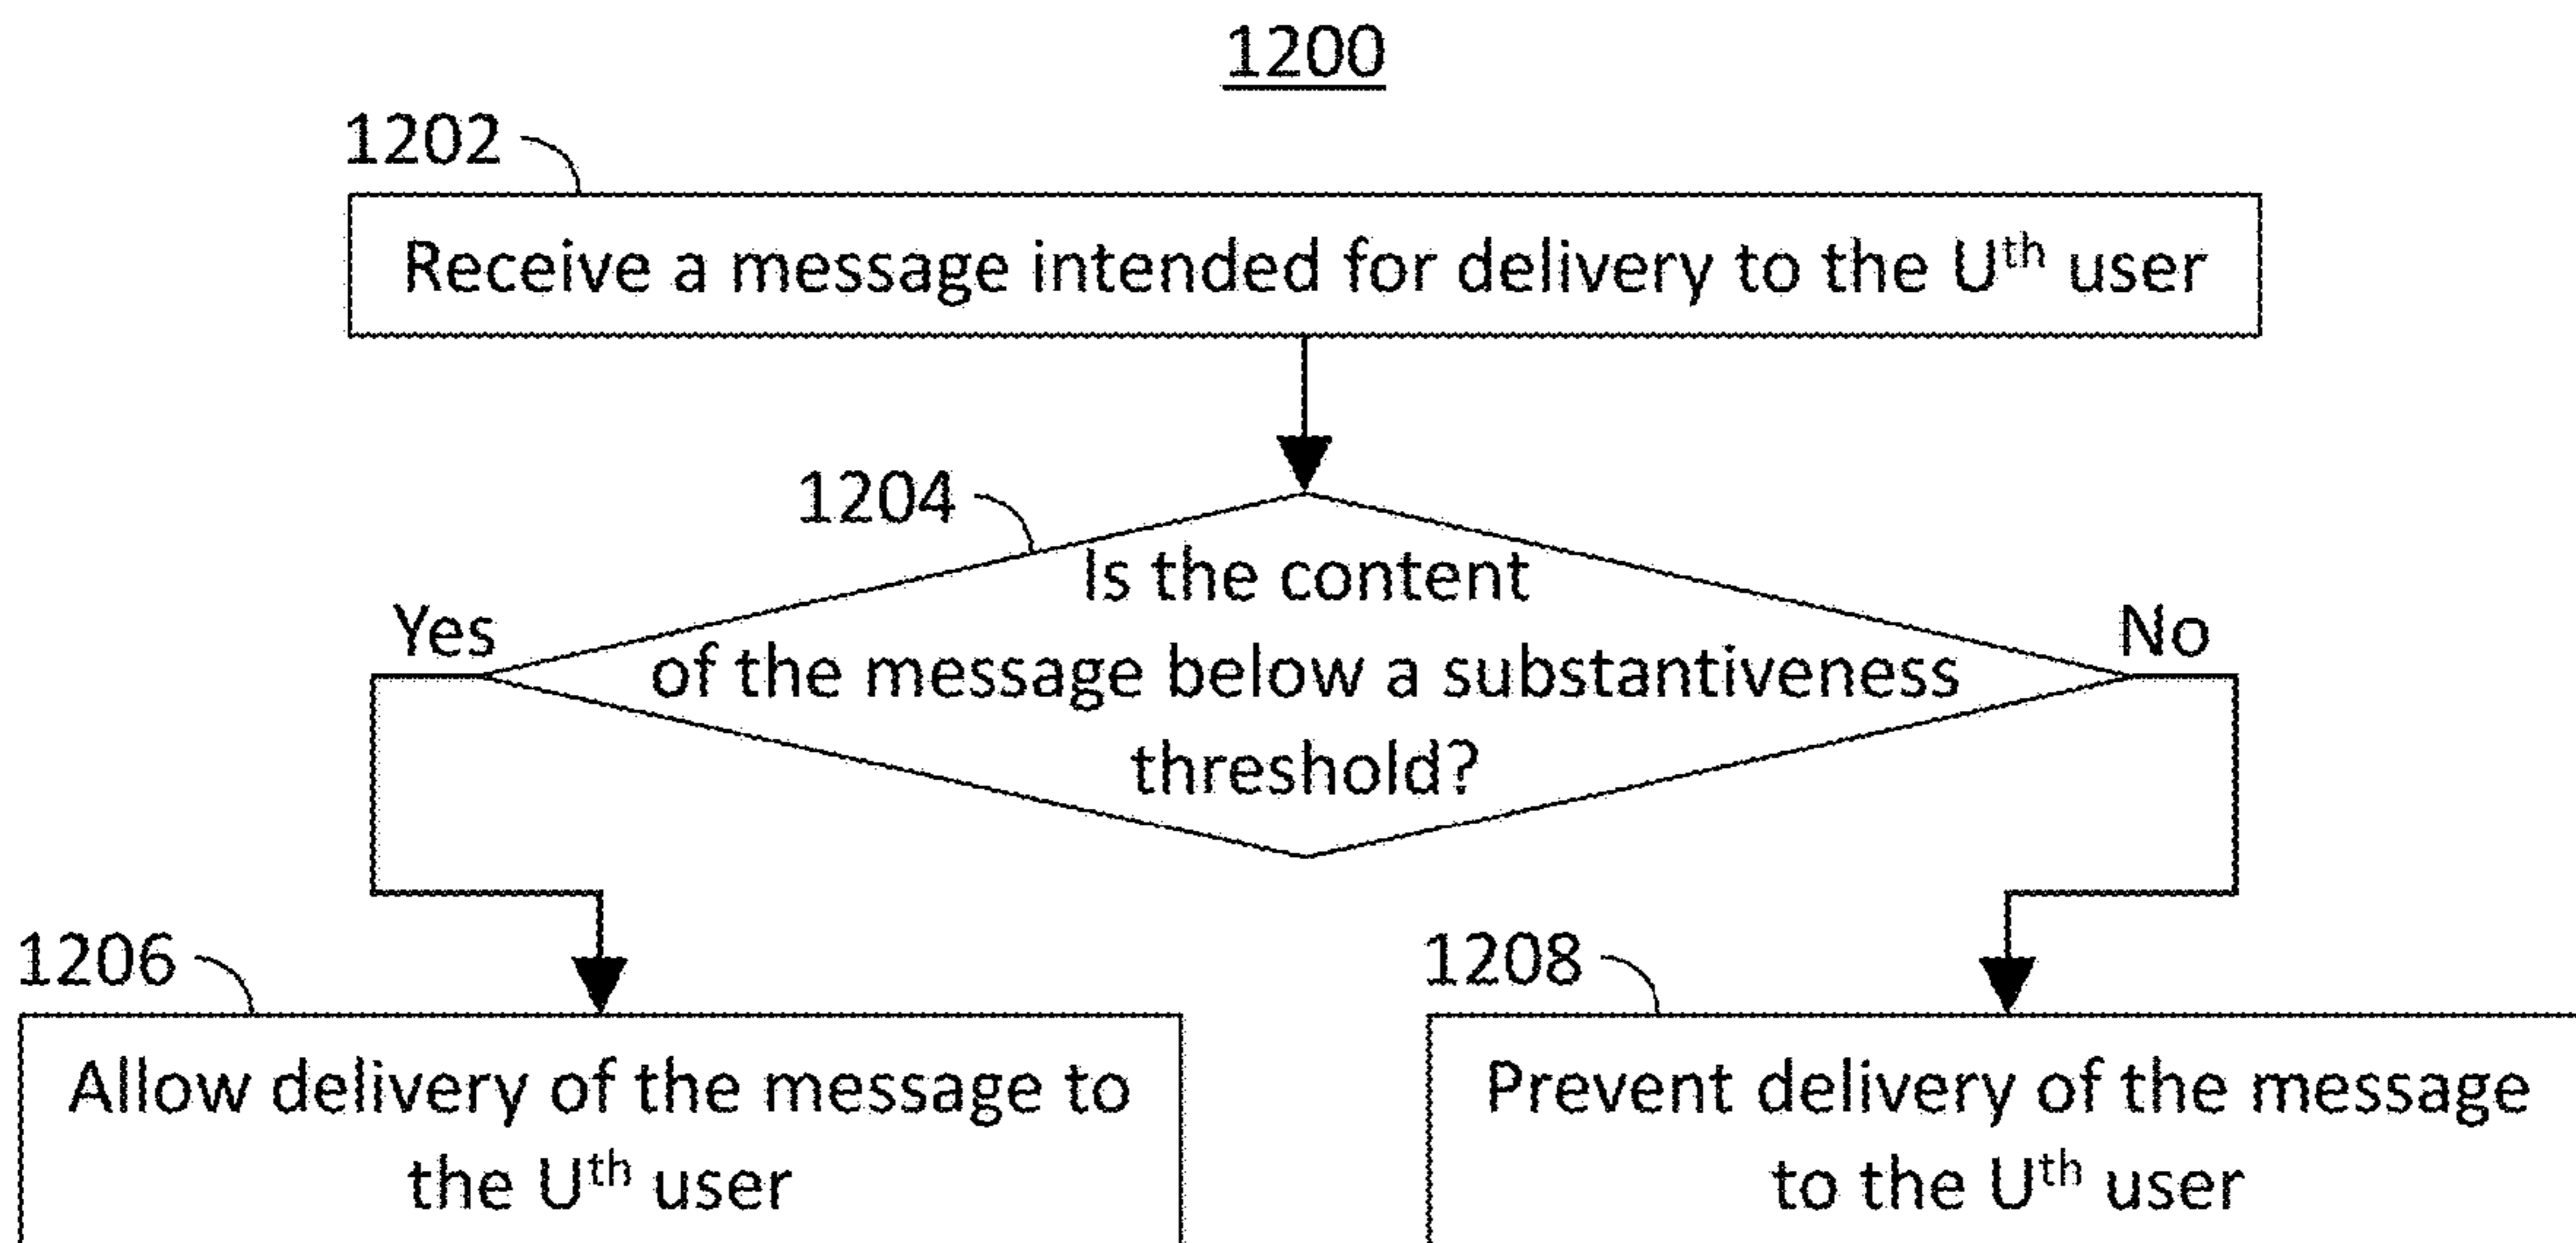 1200
1202
Receive a message intended for delivery to the Uth user
1204
Is the content
of the message below a substantiveness
threshold?
Yes
No
1206
Allow delivery of the message to
the Uth user
1208
Prevent delivery of the message
to the Uth user